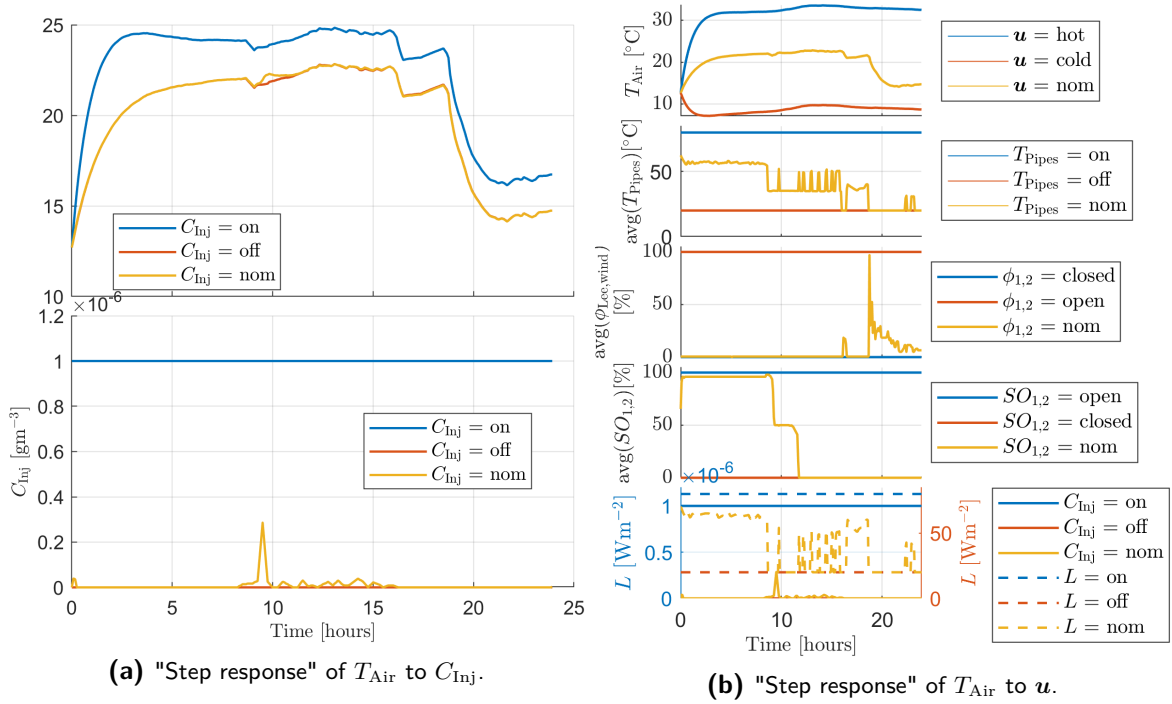 25
20
15
10
C_Inj = on
C_Inj = off
C_Inj = nom
×10^-6
1.2
1
0.8
0.6
0.4
0.2
0
C_Inj [gm^−3]
C_Inj = on
C_Inj = off
C_Inj = nom
0 5 10 15 20 25
Time [hours]
(a) "Step response" of T_Air to C_Inj.
T_Air [°C]
30
20
10
u = hot
u = cold
u = nom
avg(T_Pipes)[°C]
50
0
T_Pipes = on
T_Pipes = off
T_Pipes = nom
avg(ϕ_Lee,wind)
[%]
100
50
0
ϕ_1,2 = closed
ϕ_1,2 = open
ϕ_1,2 = nom
avg(SO_1,2)[%]
100
50
0
SO_1,2 = open
SO_1,2 = closed
SO_1,2 = nom
×10^-6
L [Wm^−2]
1
0.5
0
50
0
L [Wm^−2]
C_Inj = on
C_Inj = off
C_Inj = nom
L = on
L = off
L = nom
0 10 20
Time [hours]
(b) "Step response" of T_Air to u.